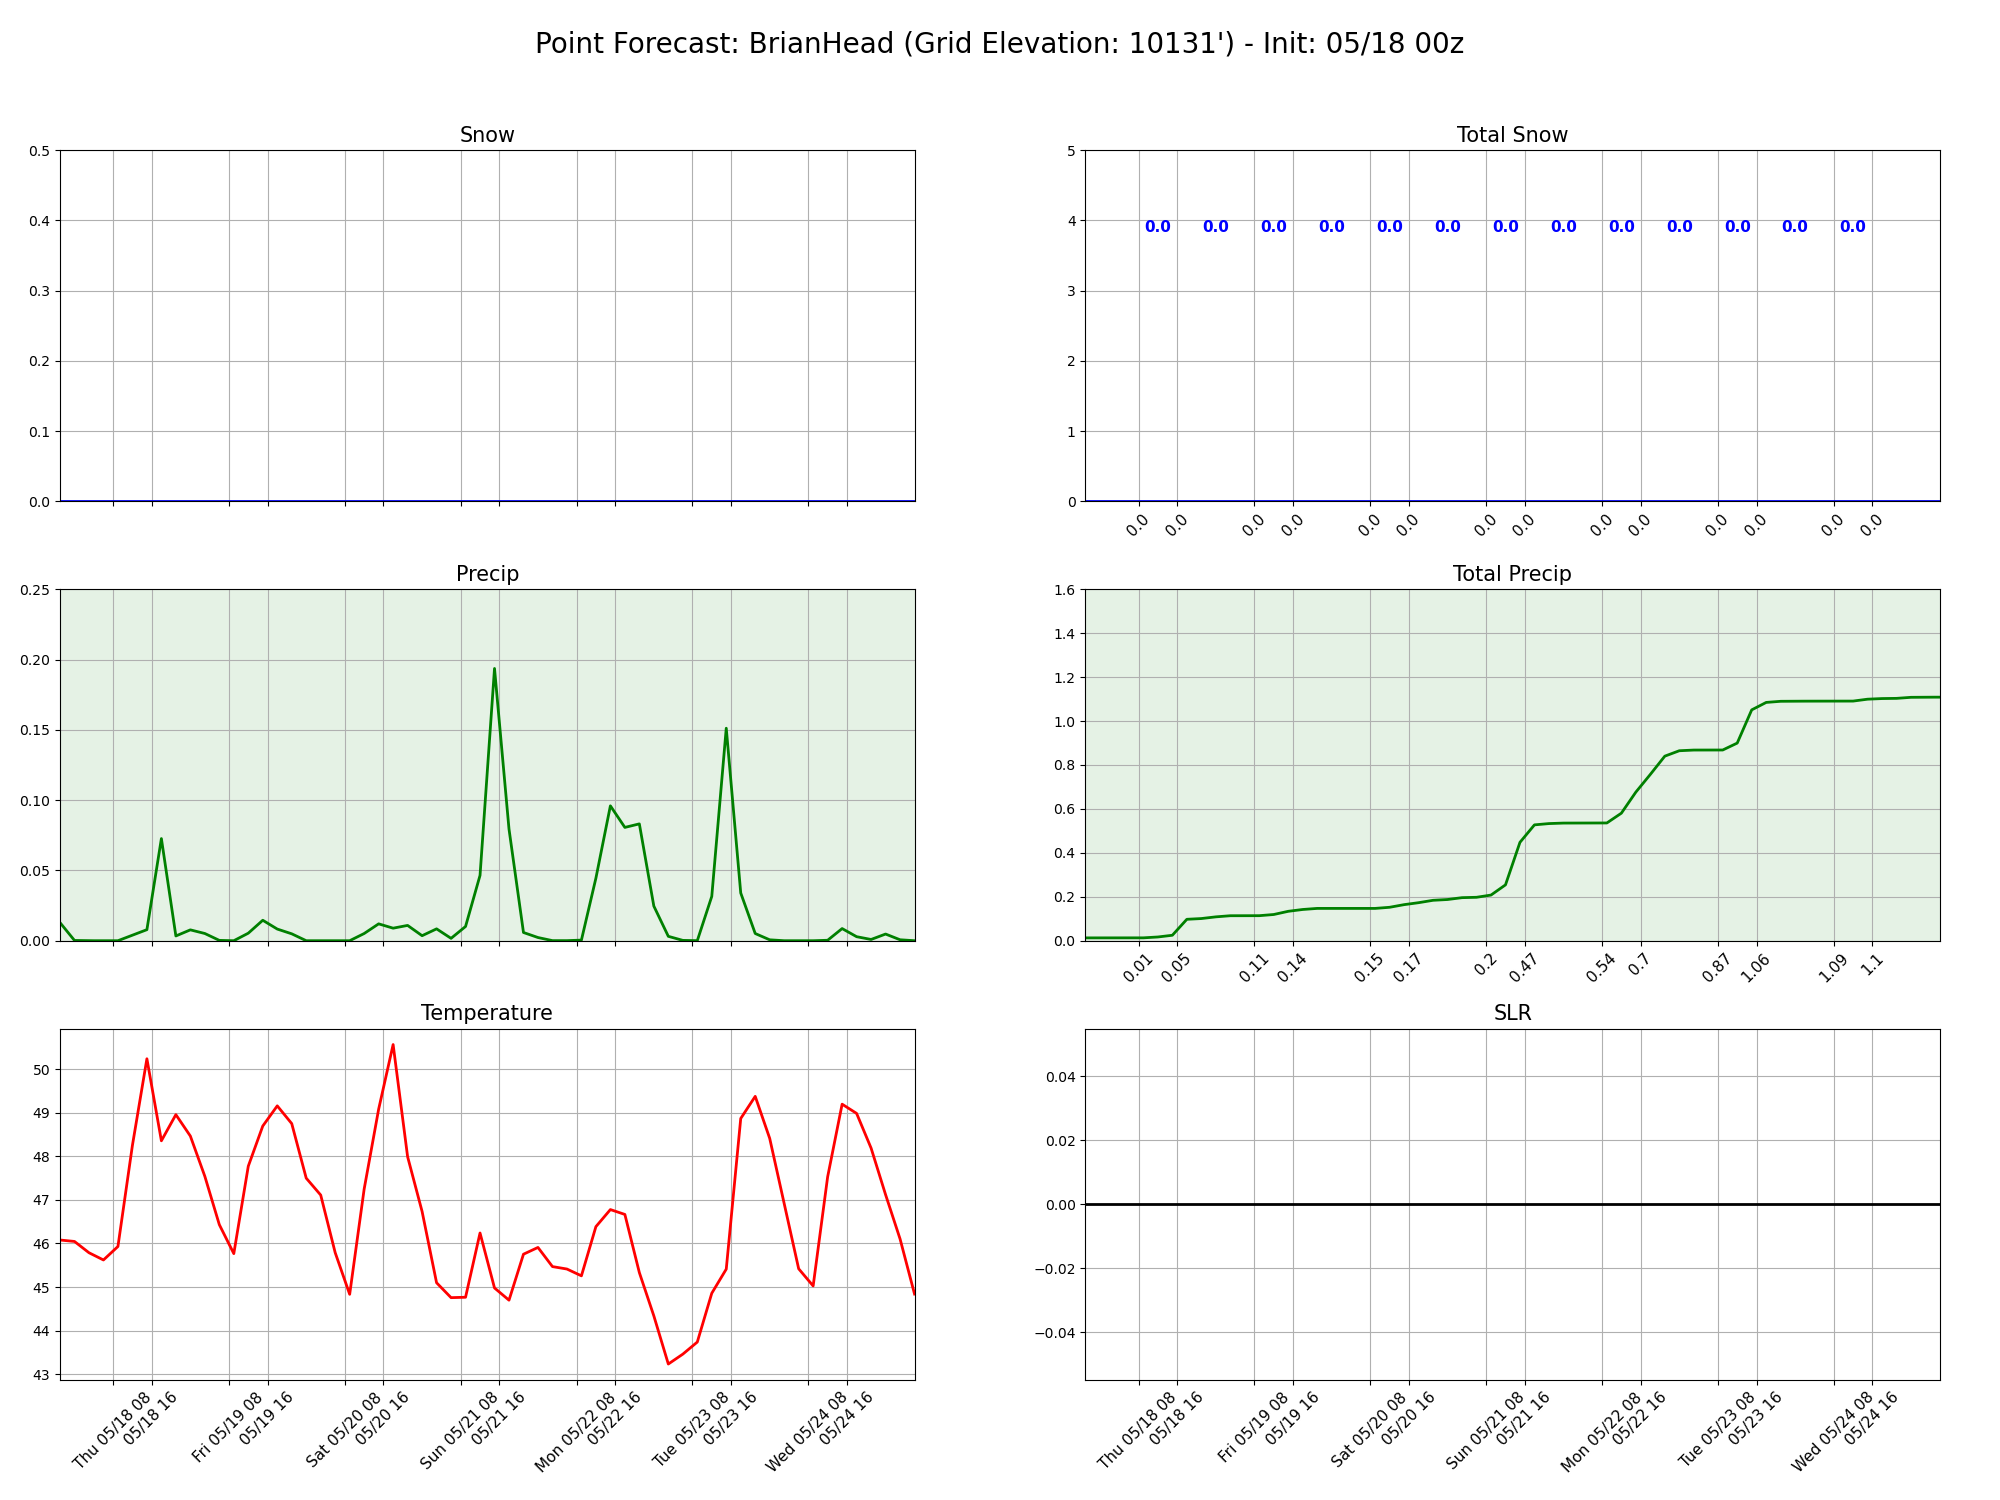 Point Forecast: BrianHead (Grid Elevation: 10131') - Init: 05/18 00z
Snow
0.5
0.4
0.3
0.2
0.1
0.0
Total Snow
5
4
3
2
1
0
0.0 0.0 0.0 0.0 0.0 0.0 0.0 0.0 0.0 0.0 0.0 0.0 0.0
0.0 0.0 0.0 0.0 0.0 0.0 0.0 0.0 0.0 0.0 0.0 0.0 0.0 0.0
Precip
0.25
0.20
0.15
0.10
0.05
0.00
Total Precip
1.6
1.4
1.2
1.0
0.8
0.6
0.4
0.2
0.0
0.01 0.05 0.11 0.14 0.15 0.17 0.2 0.47 0.54 0.7 0.87 1.06 1.09 1.1
Temperature
50
49
48
47
46
45
44
43
Thu 05/18 08
05/18 16
Fri 05/19 08
05/19 16
Sat 05/20 08
05/20 16
Sun 05/21 08
05/21 16
Mon 05/22 08
05/22 16
Tue 05/23 08
05/23 16
Wed 05/24 08
05/24 16
SLR
0.04
0.02
0.00
−0.02
−0.04
Thu 05/18 08
05/18 16
Fri 05/19 08
05/19 16
Sat 05/20 08
05/20 16
Sun 05/21 08
05/21 16
Mon 05/22 08
05/22 16
Tue 05/23 08
05/23 16
Wed 05/24 08
05/24 16